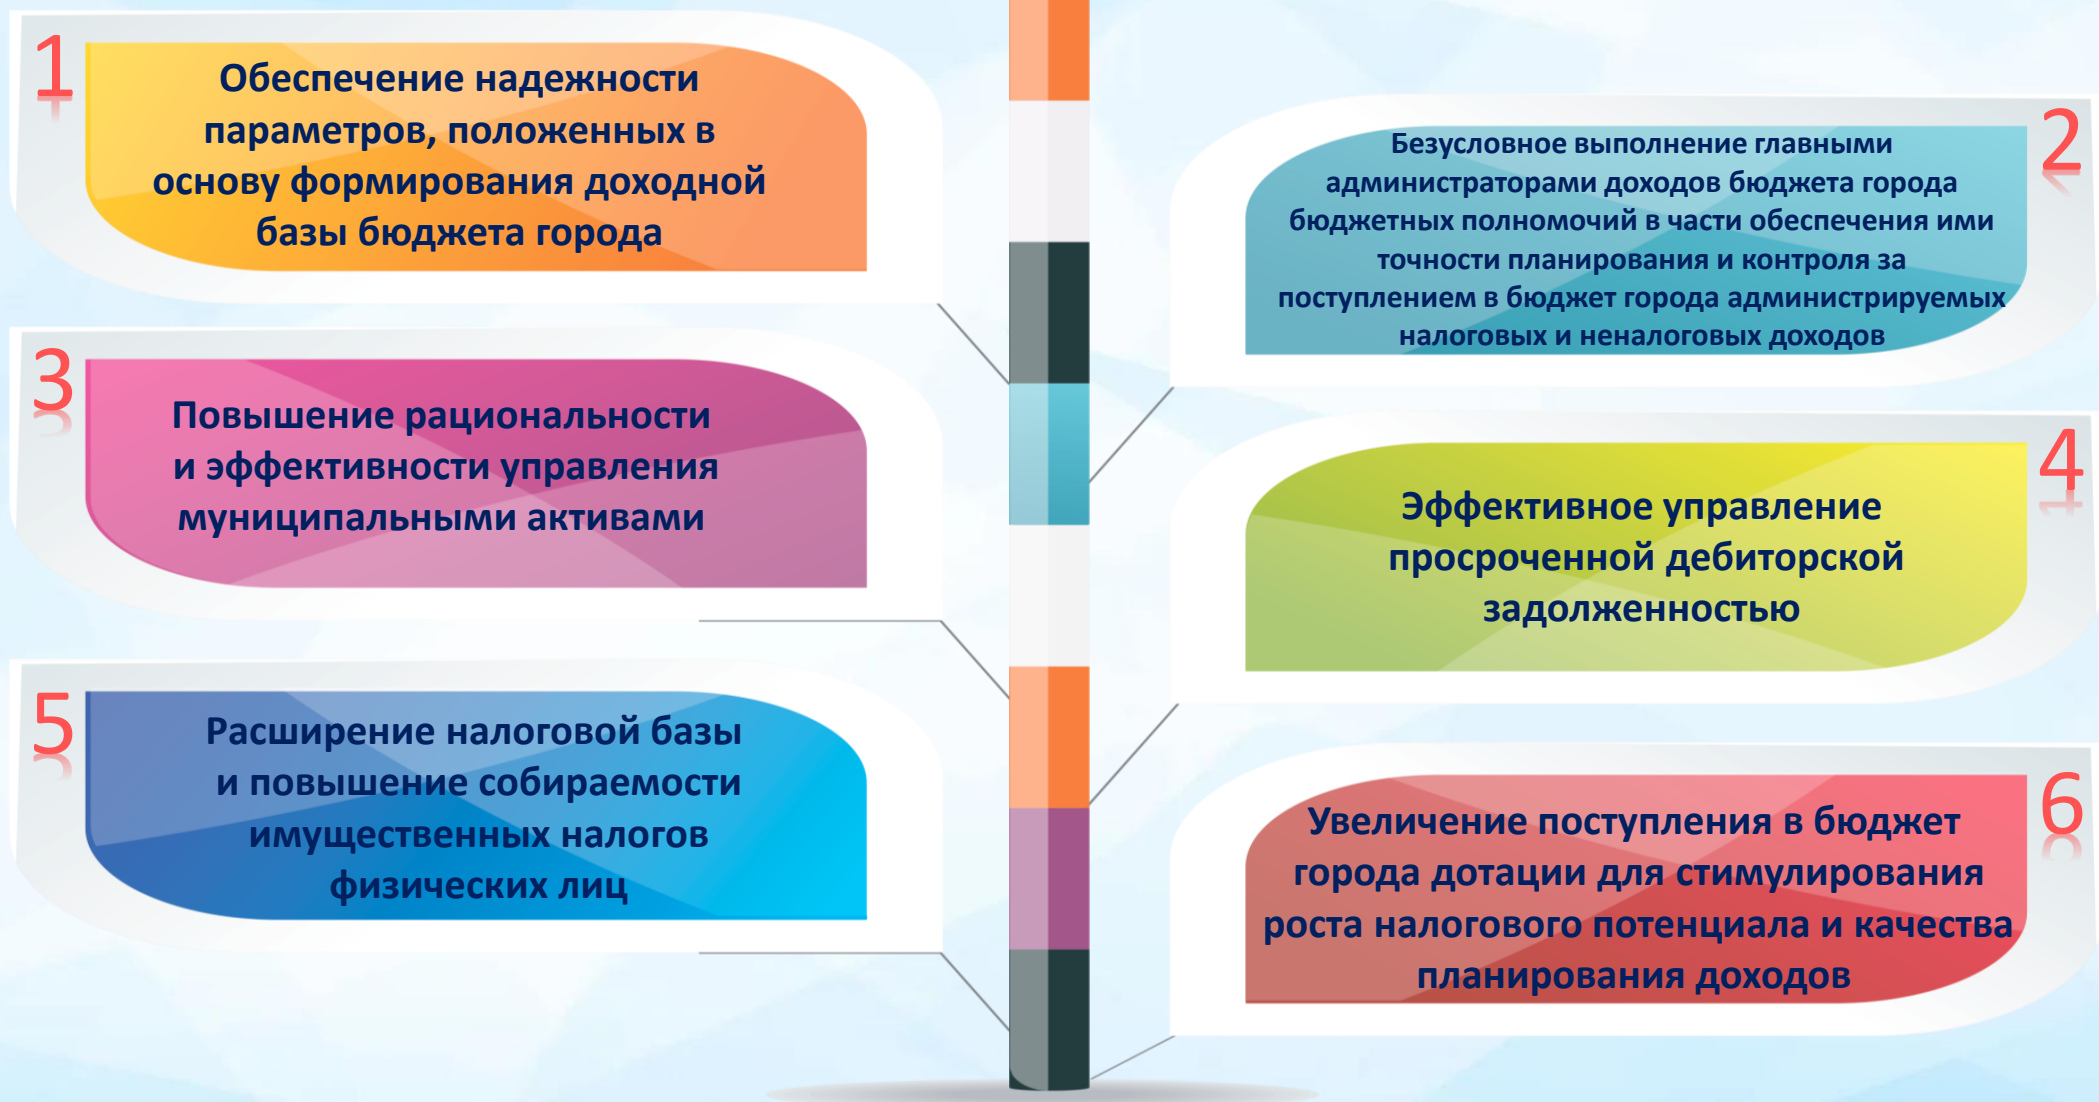 1
Обеспечение надежности
параметров, положенных в
основу формирования доходной
базы бюджета города
2
Безусловное выполнение главными
администраторами доходов бюджета города
бюджетных полномочий в части обеспечения ими
точности планирования и контроля за
поступлением в бюджет города администрируемых
налоговых и неналоговых доходов
3
Повышение рациональности
и эффективности управления
муниципальными активами
4
Эффективное управление
просроченной дебиторской
задолженностью
5
Расширение налоговой базы
и повышение собираемости
имущественных налогов
физических лиц
6
Увеличение поступления в бюджет
города дотации для стимулирования
роста налогового потенциала и качества
планирования доходов